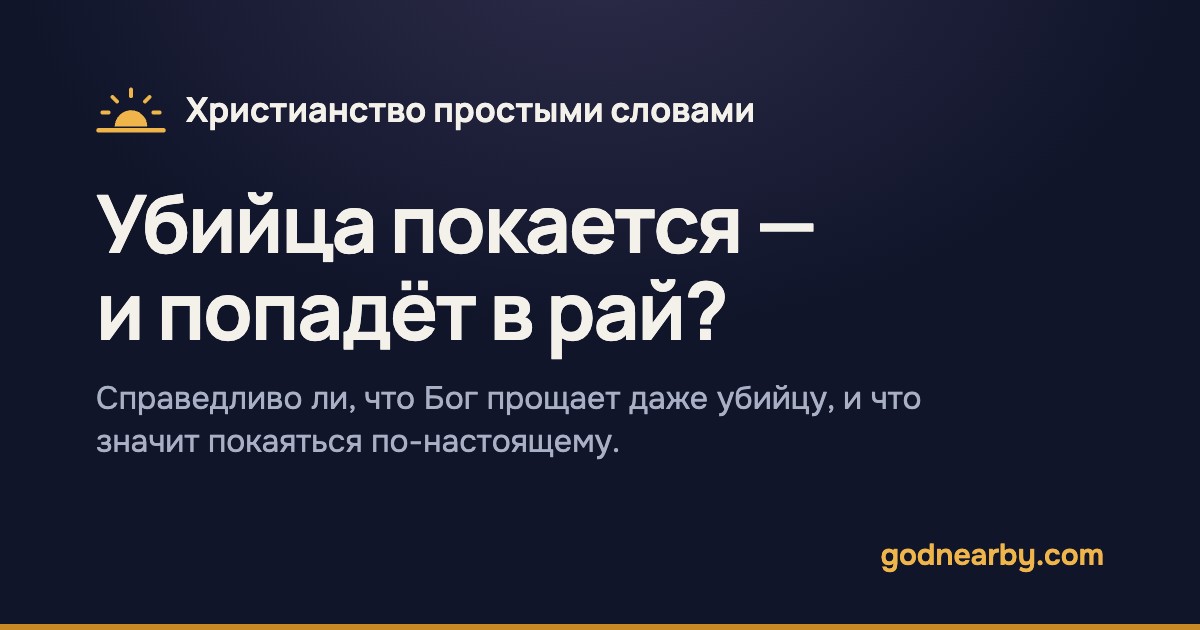 Христианство простыми словами
Убийца покается —
и попадёт в рай?
Справедливо ли, что Бог прощает даже убийцу, и что
значит покаяться по-настоящему.
godnearby.com